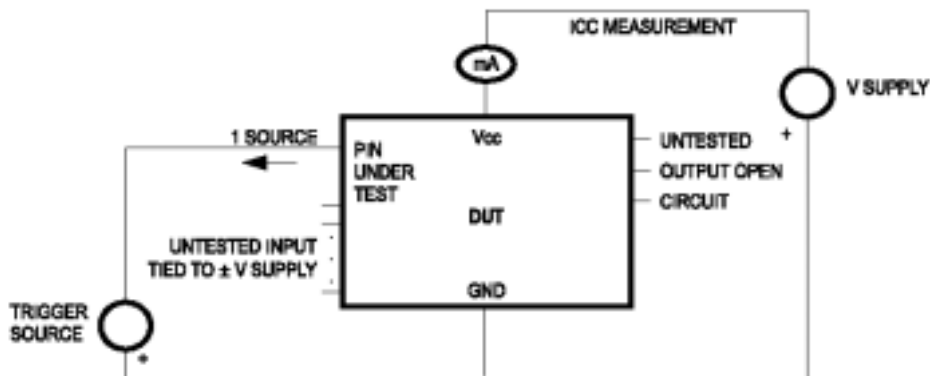 ICC MEASUREMENT
mA
V SUPPLY
+
1 SOURCE
Vcc
PIN
UNDER
TEST
UNTESTED
OUTPUT OPEN
CIRCUIT
DUT
UNTESTED INPUT
TIED TO ± V SUPPLY
GND
TRIGGER
SOURCE
+